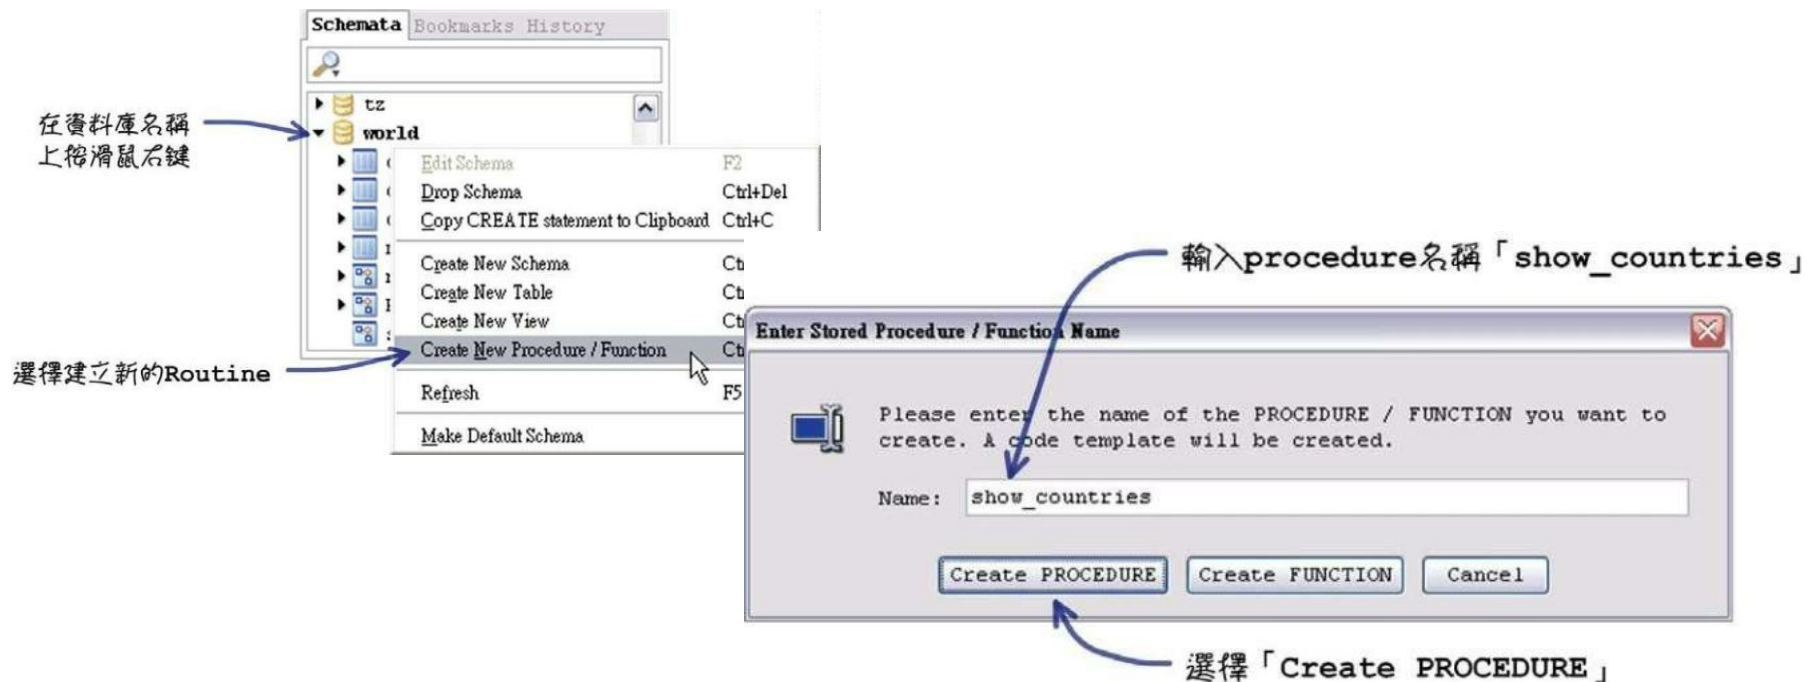 Schemata Bookmarks History
tz
world
在資料庫名稱
上按滑鼠右鍵
Edit Schema F2
Drop Schema Ctrl+Del
Copy CREATE statement to Clipboard Ctrl+C
Create New Schema
Create New Table
Create New View
Create New Procedure / Function
選擇建立新的Routine
Refresh F5
Make Default Schema
輸入procedure名稱「show_countries」
Enter Stored Procedure / Function Name
Please enter the name of the PROCEDURE / FUNCTION you want to
create. A code template will be created.
Name: show_countries
Create PROCEDURE Create FUNCTION Cancel
選擇「Create PROCEDURE」